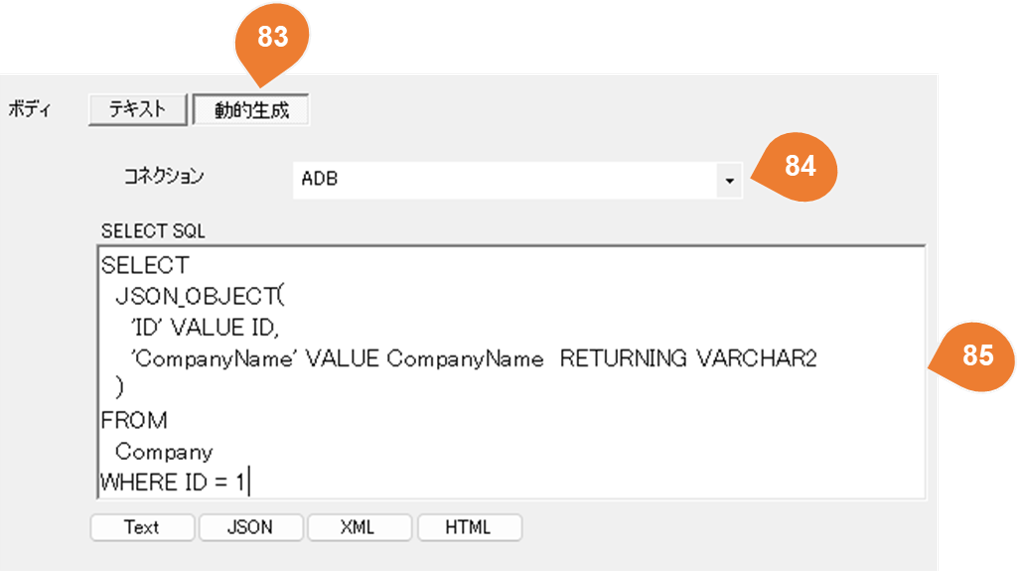 83
ボディ テキスト 動的生成
コネクション ADB
84
SELECT SQL
SELECT
JSON_OBJECT(
'ID' VALUE ID,
'CompanyName' VALUE CompanyName RETURNING VARCHAR2
85
)
FROM
Company
WHERE ID = 1
Text JSON XML HTML